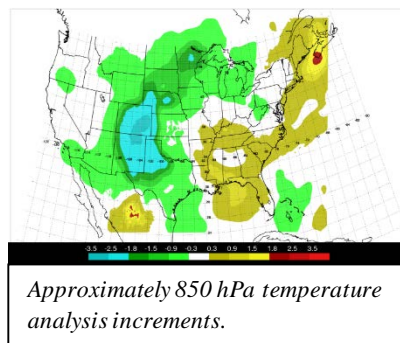 -3.5 -2.5 -1.8 -1.5 -0.9 -0.3 0.3 0.9 1.5 1.8 2.5 3.5
Approximately 850 hPa temperature
analysis increments.